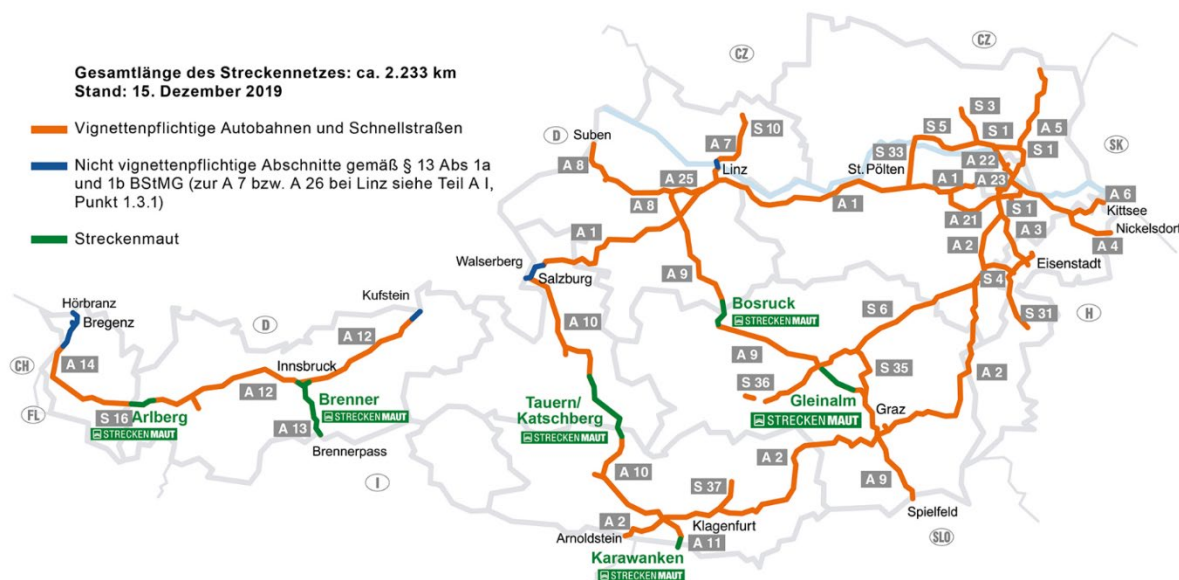 Gesamtlänge des Streckennetzes: ca. 2.233 km
Stand: 15. Dezember 2019
Vignettenpflichtige Autobahnen und Schnellstraßen
Nicht vignettenpflichtige Abschnitte gemäß § 13 Abs 1a
und 1b BStMG (zur A 7 bzw. A 26 bei Linz siehe Teil A I,
Punkt 1.3.1)
Streckenmaut
CZ
CZ
D
Suben
A 8
A 7
S 10
Linz
A 25
A 8
A 1
S 3
S 5
S 1
A 5
S 33
A 22
S 1
SK
St. Pölten
A 1
A 23
A 1
A 21
S 1
A 6
Kittsee
Nickelsdorf
A 4
A 3
A 2
Eisenstadt
S 4
H
S 31
Walserberg
Salzburg
A 9
A 10
Bosruck
STRECKENMAUT
S 6
A 9
S 35
S 36
A 2
Gleinalm
STRECKENMAUT
Graz
Hörbranz
Bregenz
D
Kufstein
A 12
CH
A 14
Innsbruck
A 12
FL
S 16
Arlberg
STRECKENMAUT
Brenner
STRECKENMAUT
A 13
Brennerpass
I
Tauern/
Katschberg
STRECKENMAUT
A 10
A 2
S 37
A 9
Spielfeld
SLO
A 2
Klagenfurt
Arnoldstein
A 11
Karawanken
STRECKENMAUT